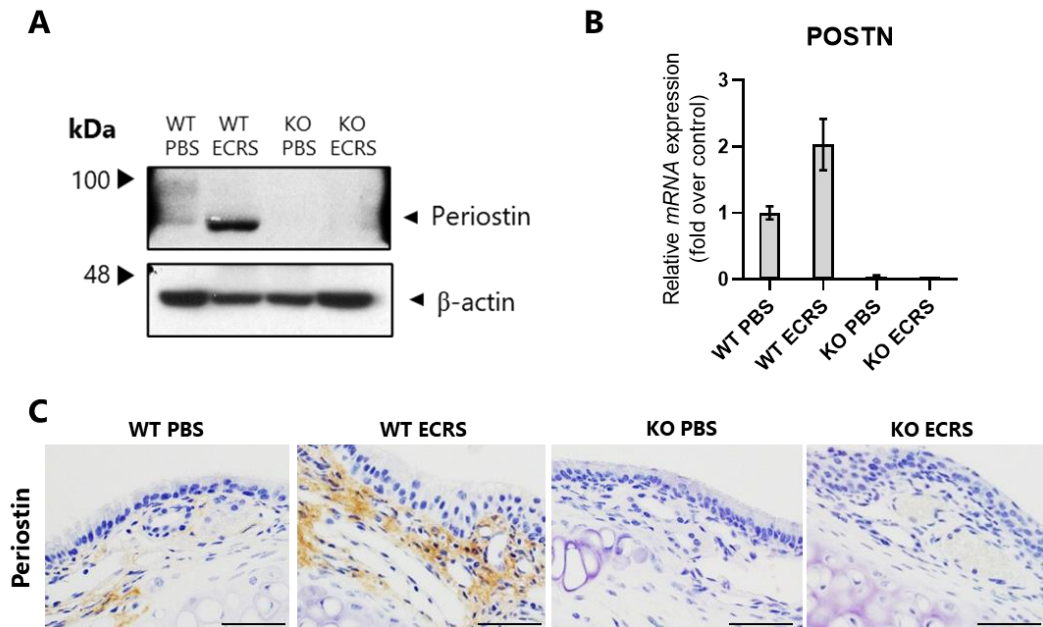 A
kDa
WT WT KO KO
PBS ECRS PBS ECRS
100
Periostin
48
β-actin
B
POSTN
Relative mRNA expression
(fold over control)
3
2
1
0
WT PBS
WT ECRS
KO PBS
KO ECRS
C
WT PBS
WT ECRS
KO PBS
KO ECRS
Periostin